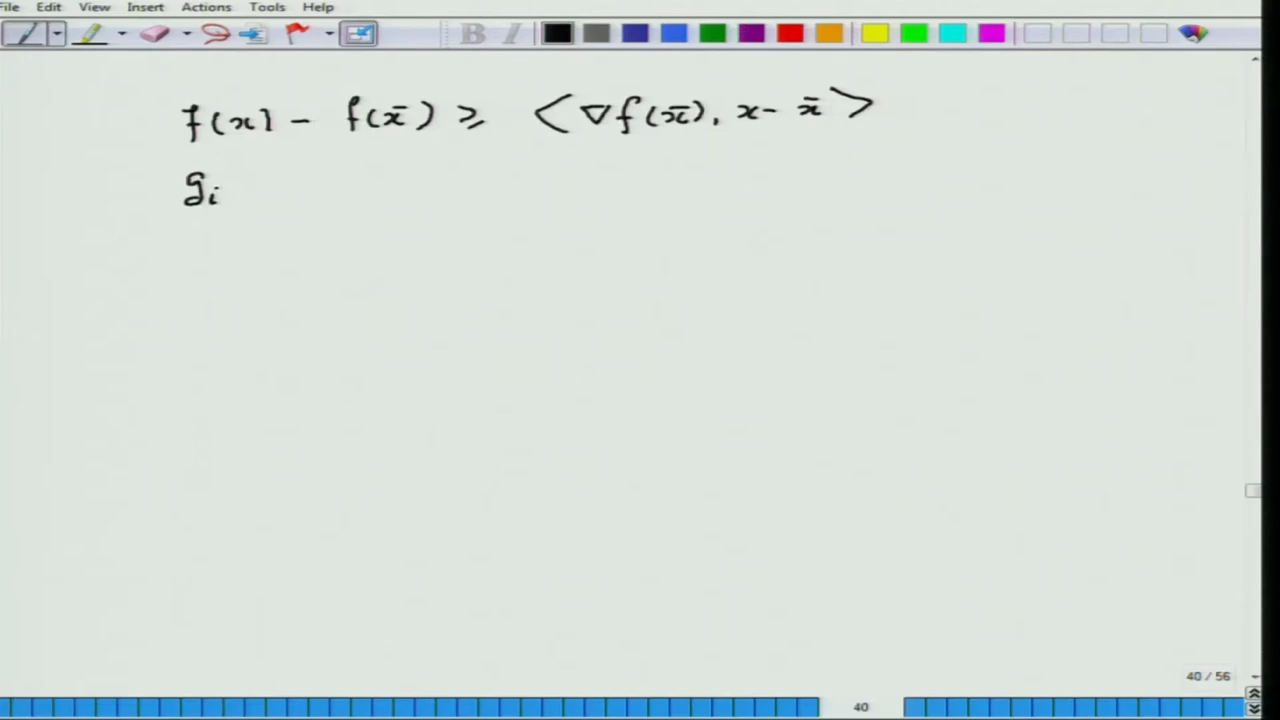 File Edit View Insert Actions Tools Help
B I
f(x) - f(x̄) ≥ ⟨∇f(x̄), x - x̄⟩
gi
40 / 56
40